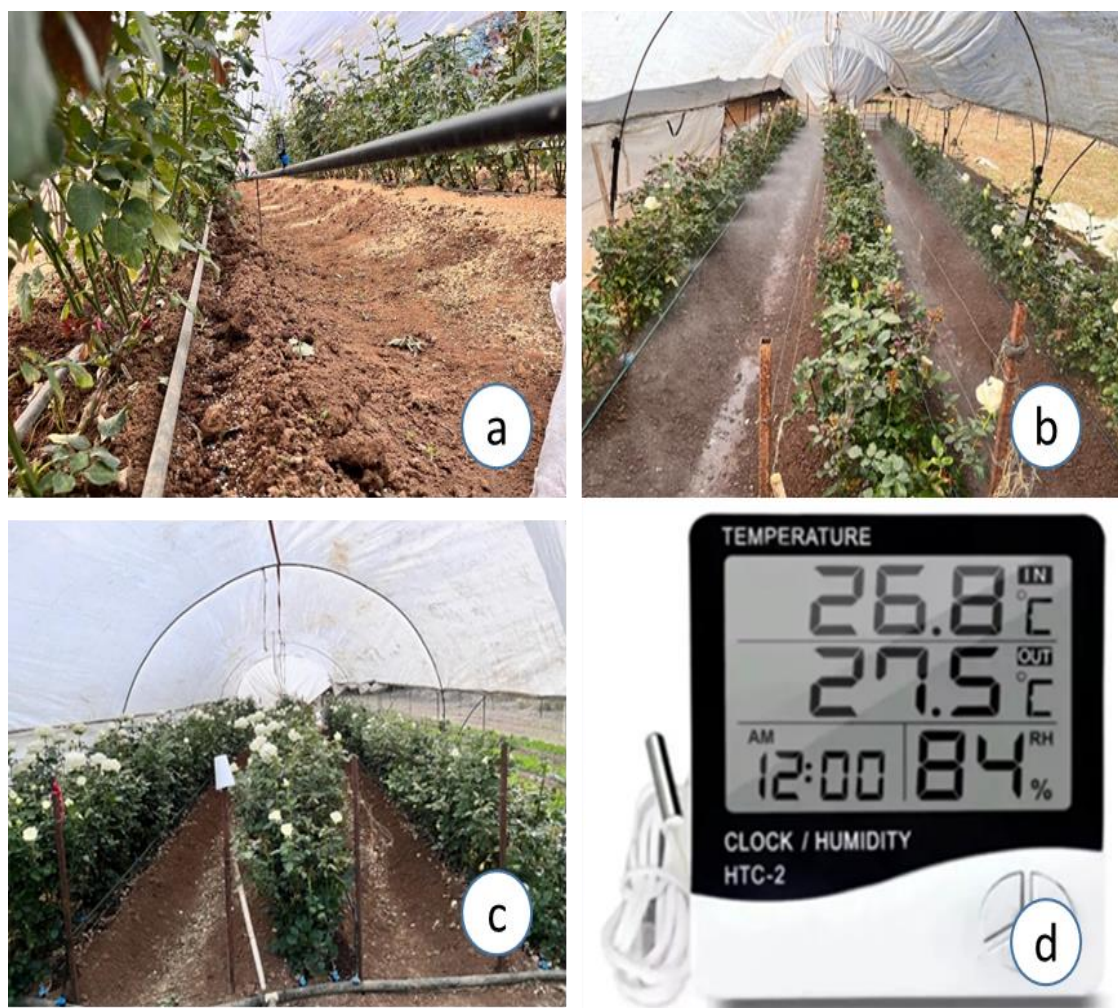 a
b
c
TEMPERATURE
26.8 IN °C
27.5 OUT °C
AM 12:00 84 RH %
CLOCK / HUMIDITY
HTC-2
d